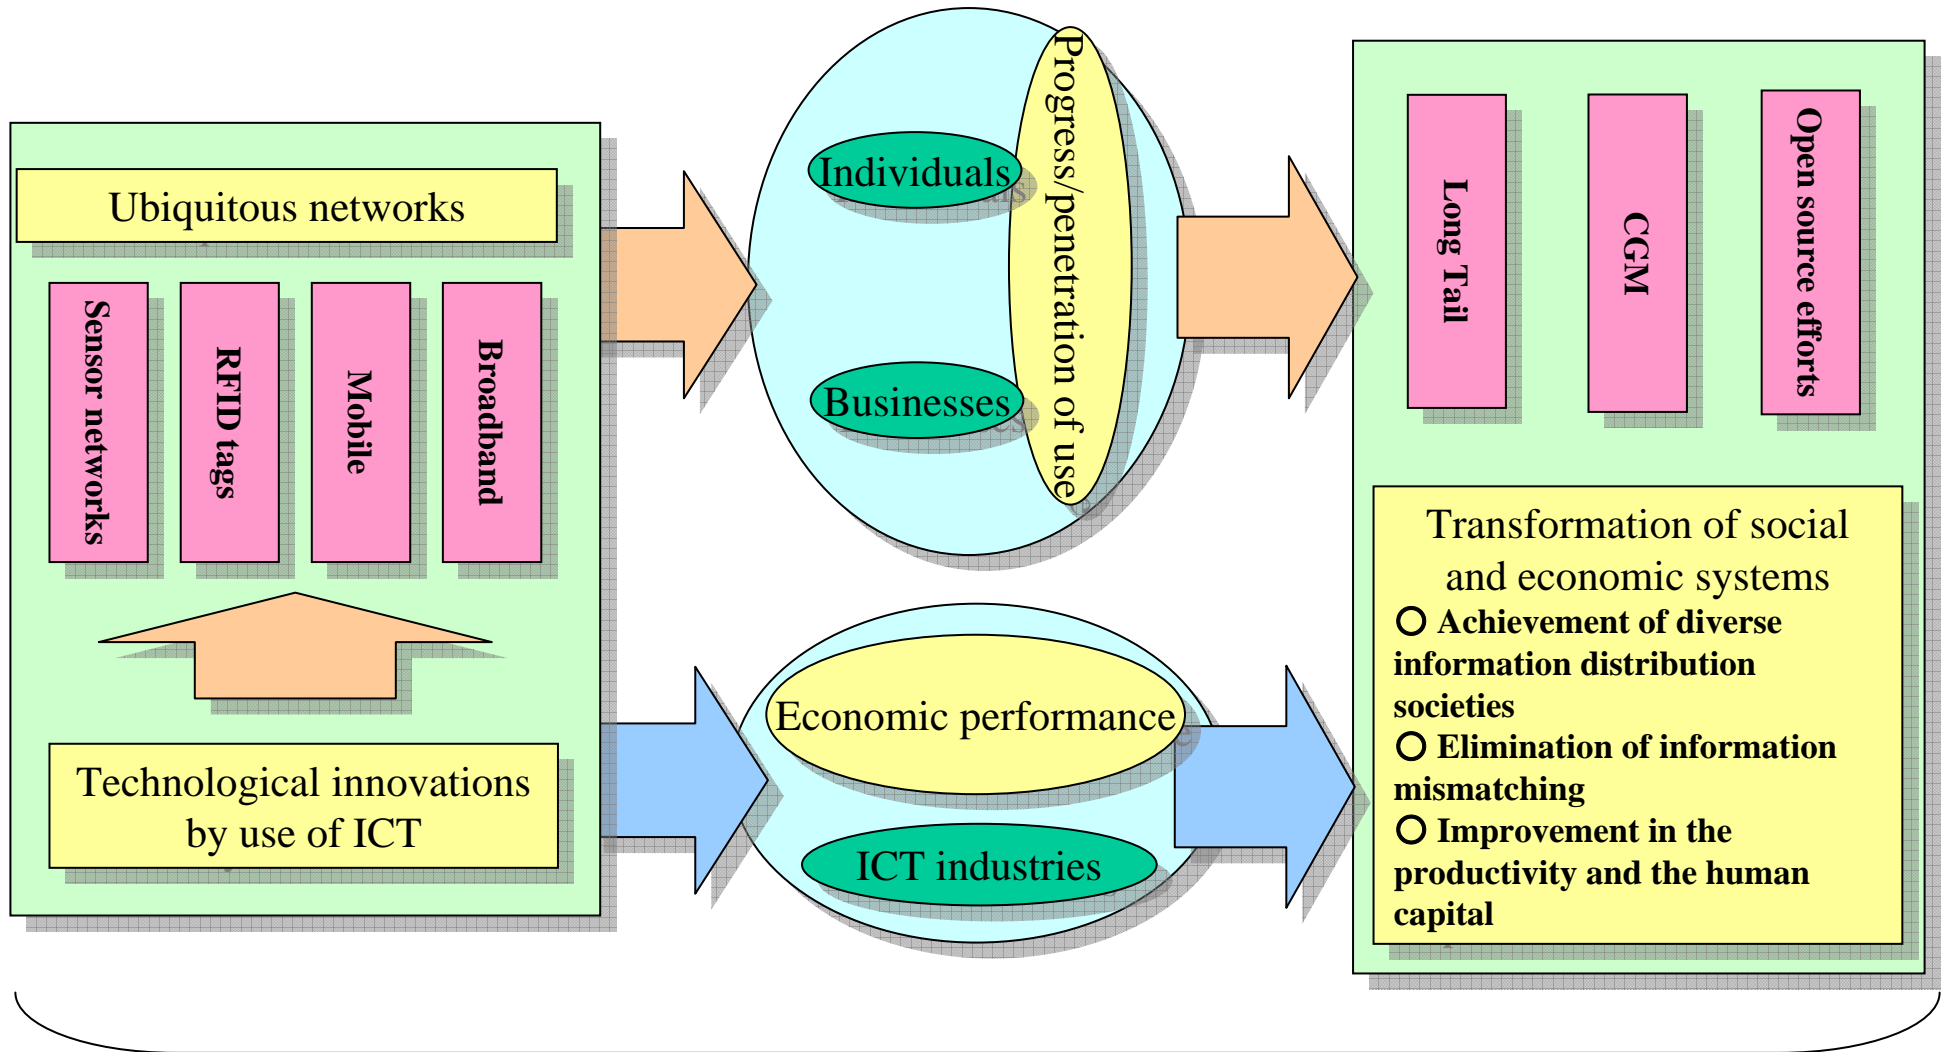 Ubiquitous networks
Sensor networks
RFID tags
Mobile
Broadband
Technological innovations
by use of ICT
Individuals
Businesses
Progress/penetration of use
Economic performance
ICT industries
Long Tail
CGM
Open source efforts
Transformation of social
and economic systems
○ Achievement of diverse
information distribution
societies
○ Elimination of information
mismatching
○ Improvement in the
productivity and the human
capital